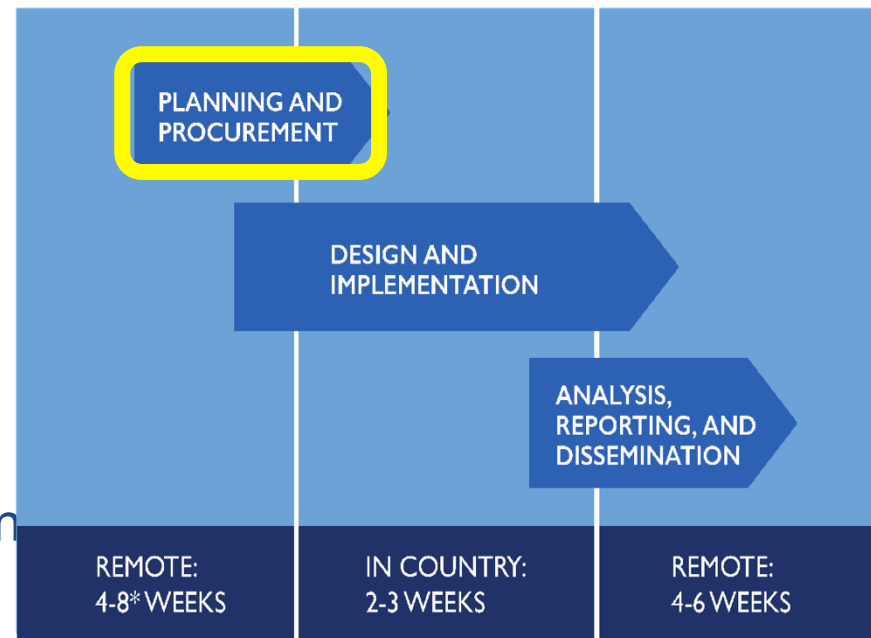 PLANNING AND
PROCUREMENT
DESIGN AND
IMPLEMENTATION
ANALYSIS,
REPORTING, AND
DISSEMINATION
REMOTE:
4-8* WEEKS
IN COUNTRY:
2-3 WEEKS
REMOTE:
4-6 WEEKS